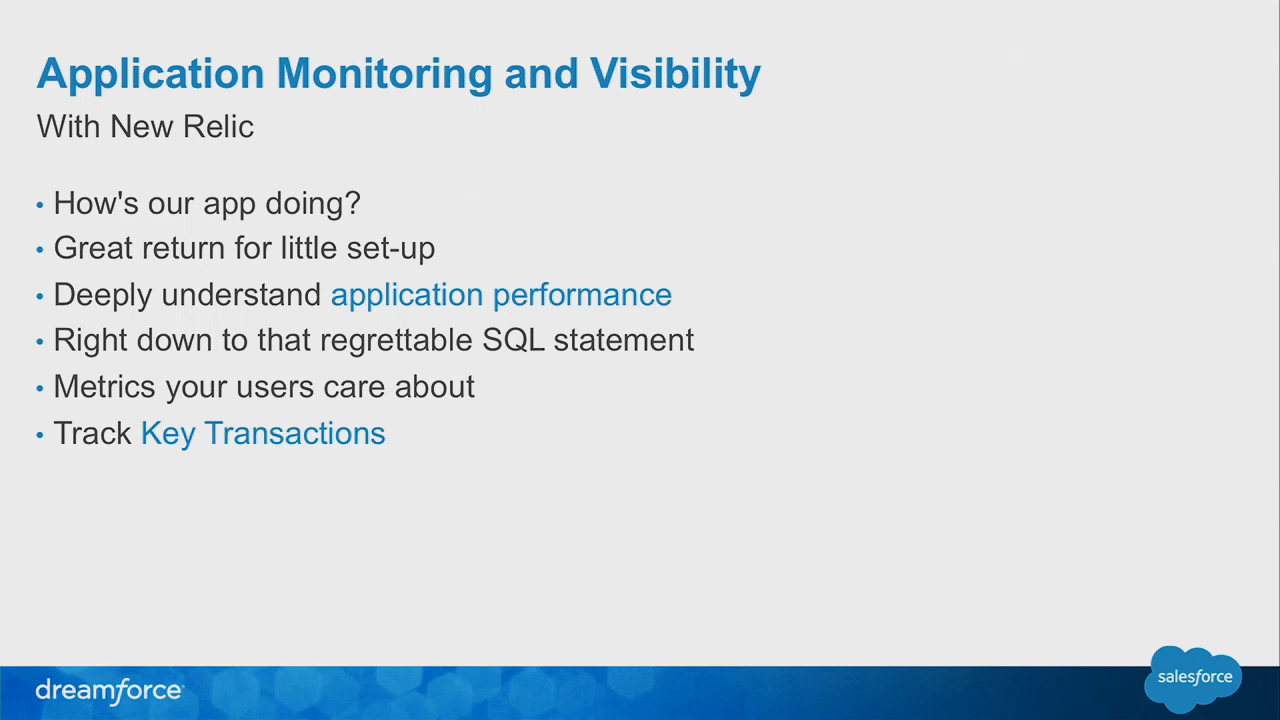 Application Monitoring and Visibility
With New Relic
• How's our app doing?
• Great return for little set-up
• Deeply understand application performance
• Right down to that regrettable SQL statement
• Metrics your users care about
• Track Key Transactions
dreamforce
salesforce